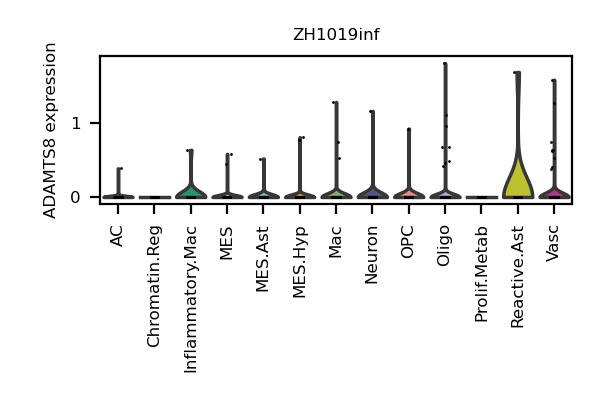 ZH1019inf
ADAMTS8 expression
1
0
AC
Chromatin.Reg
Inflammatory.Mac
MES
MES.Ast
MES.Hyp
Mac
Neuron
OPC
Oligo
Prolif.Metab
Reactive.Ast
Vasc